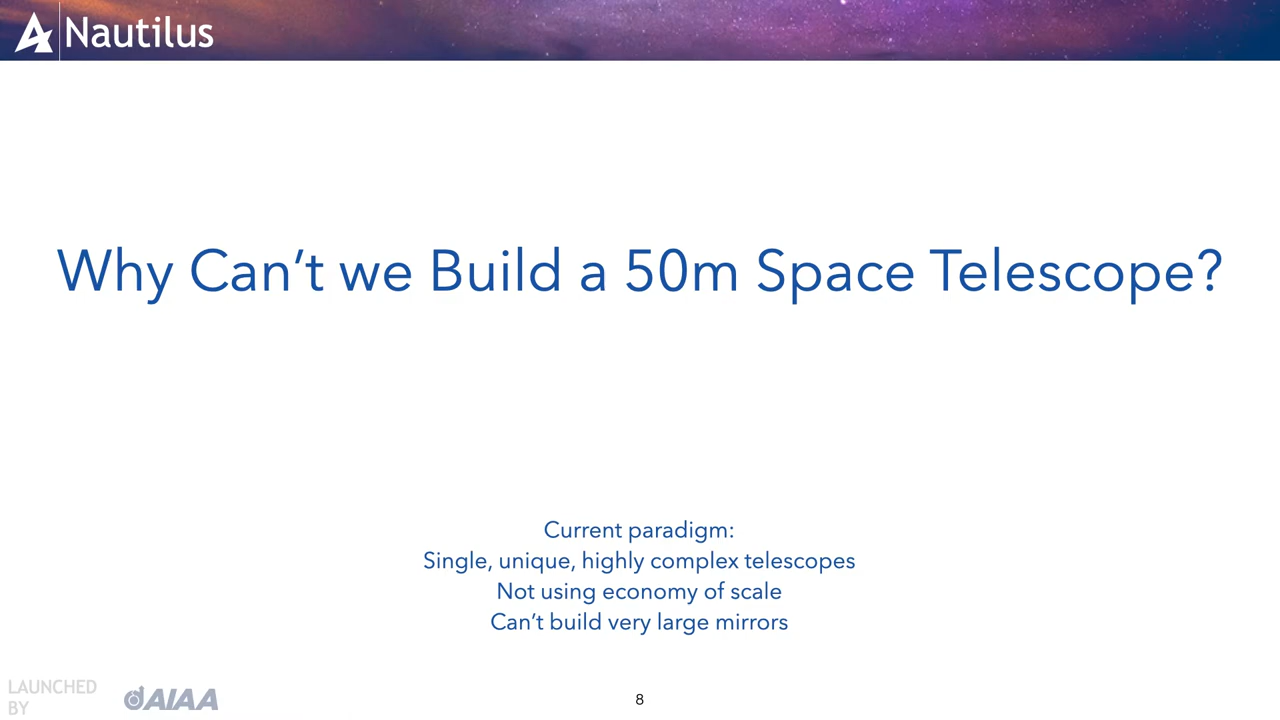 Nautilus
Why Can’t we Build a 50m Space Telescope?
Current paradigm:
Single, unique, highly complex telescopes
Not using economy of scale
Can’t build very large mirrors
LAUNCHED
BY
AIAA
8